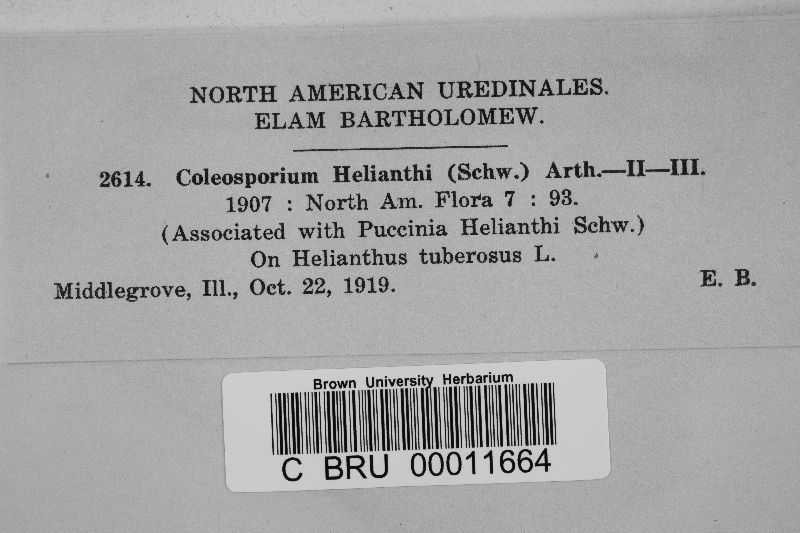 NORTH AMERICAN UREDINALES.
ELAM BARTHOLOMEW.
2614. Coleosporium Helianthi (Schw.) Arth.—II—III.
1907 : North Am. Flora 7 : 93.
(Associated with Puccinia Helianthi Schw.)
On Helianthus tuberosus L.
Middlegrove, Ill., Oct. 22, 1919. E. B.
Brown University Herbarium
C BRU 00011664